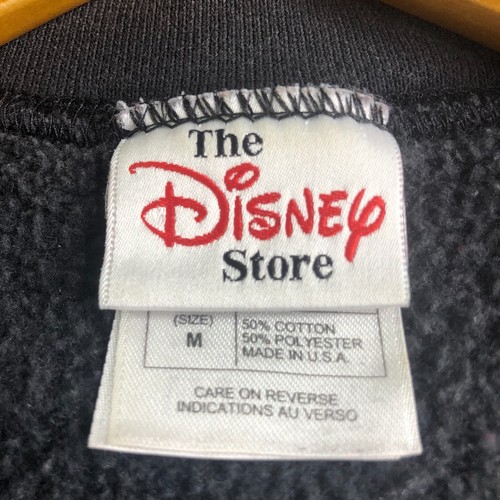 The
Disney
Store
(SIZE)
M
50% COTTON
50% POLYESTER
MADE IN U.S.A.
CARE ON REVERSE
INDICATIONS AU VERSO